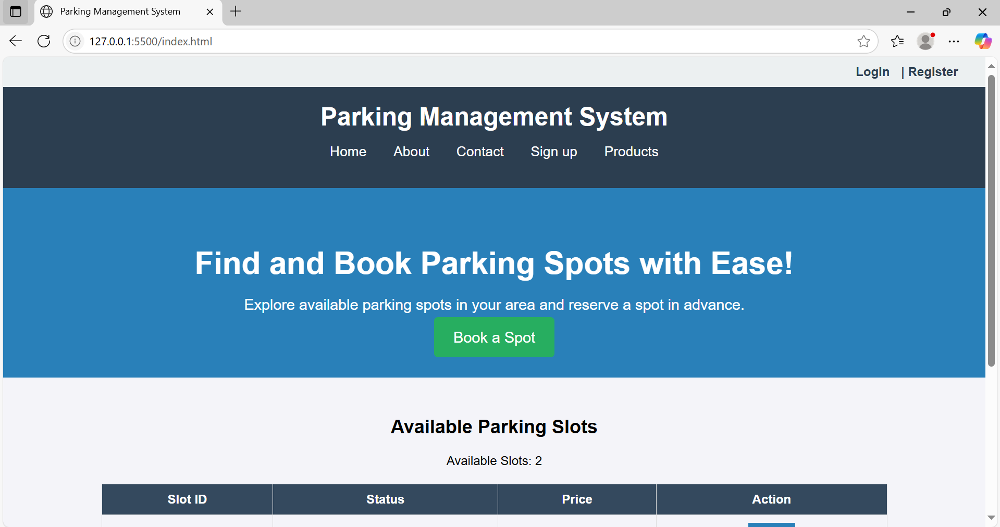 Parking Management System
127.0.0.1:5500/index.html
Login | Register
Parking Management System
Home About Contact Sign up Products
Find and Book Parking Spots with Ease!
Explore available parking spots in your area and reserve a spot in advance.
Book a Spot
Available Parking Slots
Available Slots: 2
Slot ID Status Price Action